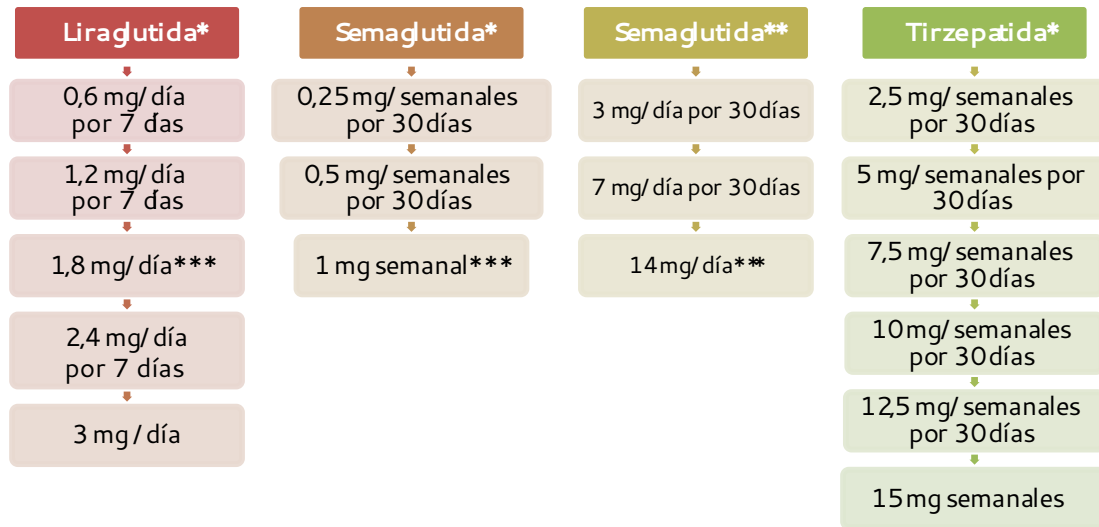 Liraglutida*
0,6 mg/ día
por 7 días
1,2 mg/ día
por 7 días
1,8 mg/ día***
2,4 mg/ día
por 7 días
3 mg / día
Semaglutida*
0,25 mg/ semanales
por 30 días
0,5 mg/ semanales
por 30 días
1 mg semanal***
Semaglutida**
3 mg/ día por 30 días
7 mg/ día por 30 días
14 mg/ día***
Tirzepatida*
2,5 mg/ semanales
por 30 días
5 mg/ semanales por
30 días
7,5 mg/ semanales
por 30 días
10 mg/ semanales
por 30 días
12,5 mg/ semanales
por 30 días
15 mg semanales